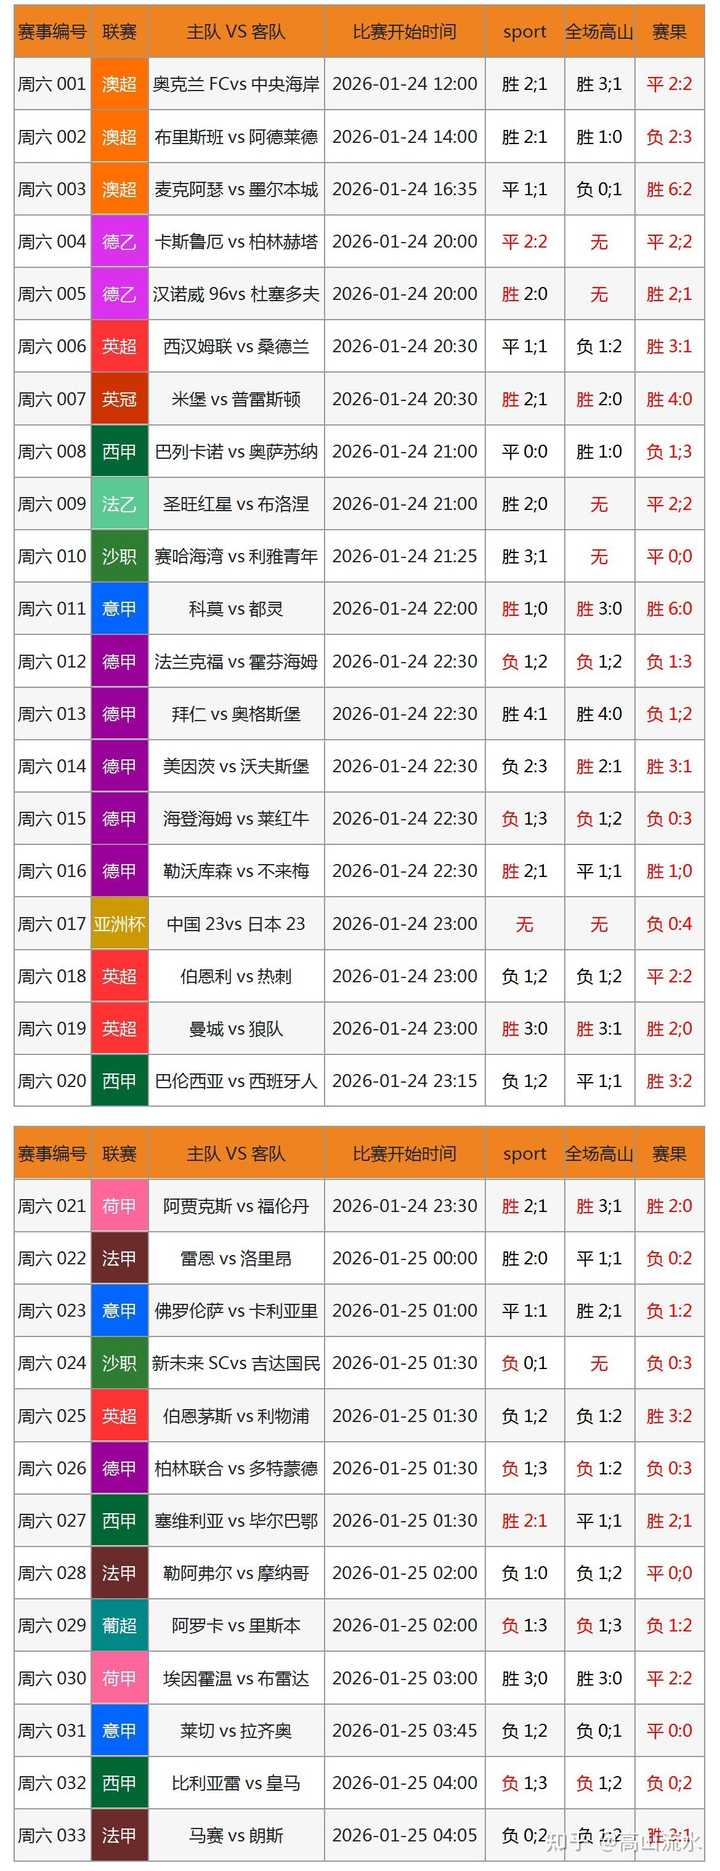 赛事编号 联赛 主队 VS 客队 比赛开始时间 sport 全场高山 赛果
周六 001 澳超 奥克兰 FCvs 中央海岸 2026-01-24 12:00 胜 2;1 胜 3;1 平 2:2
周六 002 澳超 布里斯班 vs 阿德莱德 2026-01-24 14:00 胜 2:1 胜 1:0 负 2:3
周六 003 澳超 麦克阿瑟 vs 墨尔本城 2026-01-24 16:35 平 1;1 负 0;1 胜 6:2
周六 004 德乙 卡斯鲁厄 vs 柏林赫塔 2026-01-24 20:00 平 2:2 无 平 2;2
周六 005 德乙 汉诺威 96vs 杜塞多夫 2026-01-24 20:00 胜 2:0 无 胜 2;1
周六 006 英超 西汉姆联 vs 桑德兰 2026-01-24 20:30 平 1;1 负 1:2 胜 3:1
周六 007 英冠 米堡 vs 普雷斯顿 2026-01-24 20:30 胜 2;1 胜 2:0 胜 4:0
周六 008 西甲 巴列卡诺 vs 奥萨苏纳 2026-01-24 21:00 平 0:0 胜 1:0 负 1;3
周六 009 法乙 圣旺红星 vs 布洛涅 2026-01-24 21:00 胜 2;0 无 平 2;2
周六 010 沙职 赛哈海湾 vs 利雅青年 2026-01-24 21:25 胜 3;1 无 平 0;0
周六 011 意甲 科莫 vs 都灵 2026-01-24 22:00 胜 1;0 胜 3:0 胜 6:0
周六 012 德甲 法兰克福 vs 霍芬海姆 2026-01-24 22:30 负 1;2 负 1;2 负 1:3
周六 013 德甲 拜仁 vs 奥格斯堡 2026-01-24 22:30 胜 4:1 胜 4:0 负 1;2
周六 014 德甲 美因茨 vs 沃夫斯堡 2026-01-24 22:30 负 2:3 胜 2:1 胜 3:1
周六 015 德甲 海登海姆 vs 莱红牛 2026-01-24 22:30 负 1;3 负 1;2 负 0:3
周六 016 德甲 勒沃库森 vs 不来梅 2026-01-24 22:30 胜 2;1 平 1;1 胜 1;0
周六 017 亚洲杯 中国 23vs 日本 23 2026-01-24 23:00 无 无 负 0:4
周六 018 英超 伯恩利 vs 热刺 2026-01-24 23:00 负 1;2 负 1;2 平 2:2
周六 019 英超 曼城 vs 狼队 2026-01-24 23:00 胜 3:0 胜 3:1 胜 2;0
周六 020 西甲 巴伦西亚 vs 西班牙人 2026-01-24 23:15 负 1;2 平 1;1 胜 3:2
赛事编号 联赛 主队 VS 客队 比赛开始时间 sport 全场高山 赛果
周六 021 荷甲 阿贾克斯 vs 福伦丹 2026-01-24 23:30 胜 2;1 胜 3;1 胜 2:0
周六 022 法甲 雷恩 vs 洛里昂 2026-01-25 00:00 胜 2:0 平 1;1 负 0:2
周六 023 意甲 佛罗伦萨 vs 卡利亚里 2026-01-25 01:00 平 1:1 胜 2;1 负 1:2
周六 024 沙职 新未来 SCvs 吉达国民 2026-01-25 01:30 负 0;1 无 负 0:3
周六 025 英超 伯恩茅斯 vs 利物浦 2026-01-25 01:30 负 1;2 负 1:2 胜 3:2
周六 026 德甲 柏林联合 vs 多特蒙德 2026-01-25 01:30 负 1;3 负 1:2 负 0:3
周六 027 西甲 塞维利亚 vs 毕尔巴鄂 2026-01-25 01:30 胜 2:1 平 1;1 胜 2;1
周六 028 法甲 勒阿弗尔 vs 摩纳哥 2026-01-25 02:00 负 1:0 负 1;2 平 0;0
周六 029 葡超 阿罗卡 vs 里斯本 2026-01-25 02:00 负 1:3 负 1;3 负 1:2
周六 030 荷甲 埃因霍温 vs 布雷达 2026-01-25 03:00 胜 3;0 胜 3:0 平 2:2
周六 031 意甲 莱切 vs 拉齐奥 2026-01-25 03:45 负 1;2 负 0;1 平 0:0
周六 032 西甲 比利亚雷 vs 皇马 2026-01-25 04:00 负 1;3 负 1;2 负 0;2
周六 033 法甲 马赛 vs 朗斯 2026-01-25 04:05 负 0;2 负 1:2 胜 3:1
知乎 @高山流水